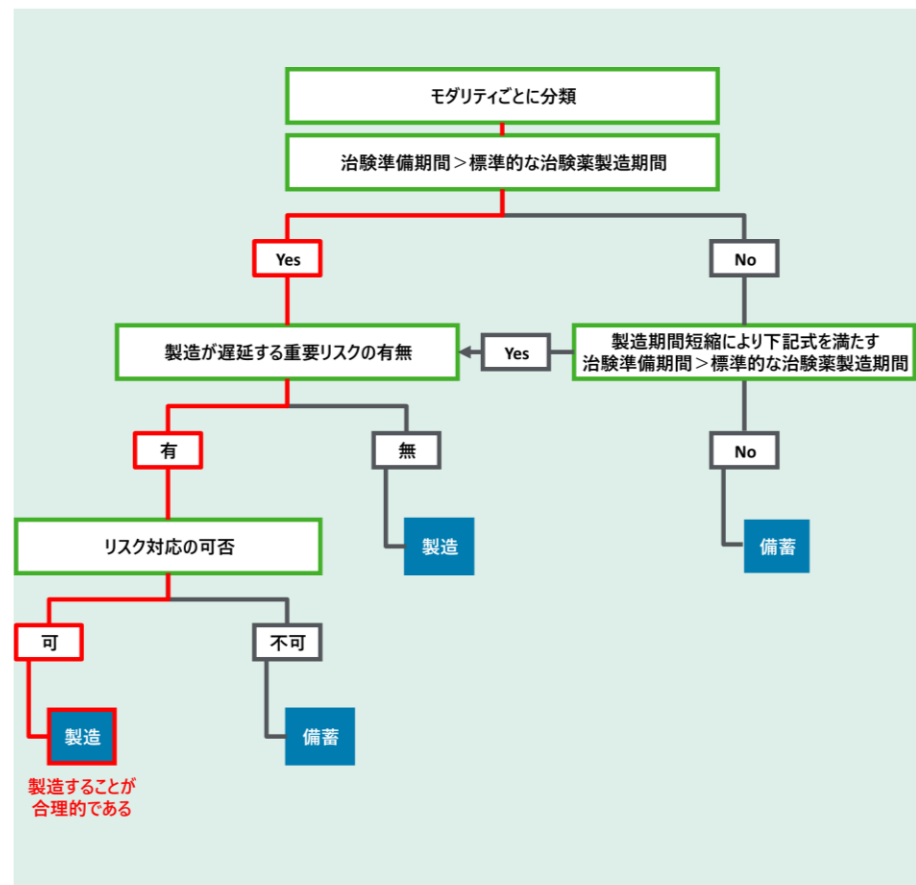 モダリティごとに分類
治験準備期間＞標準的な治験薬製造期間
Yes
No
製造が遅延する重要リスクの有無
Yes
製造期間短縮により下記式を満たす
治験準備期間＞標準的な治験薬製造期間
有
無
No
リスク対応の可否
製造
備蓄
可
不可
製造
備蓄
製造することが
合理的である